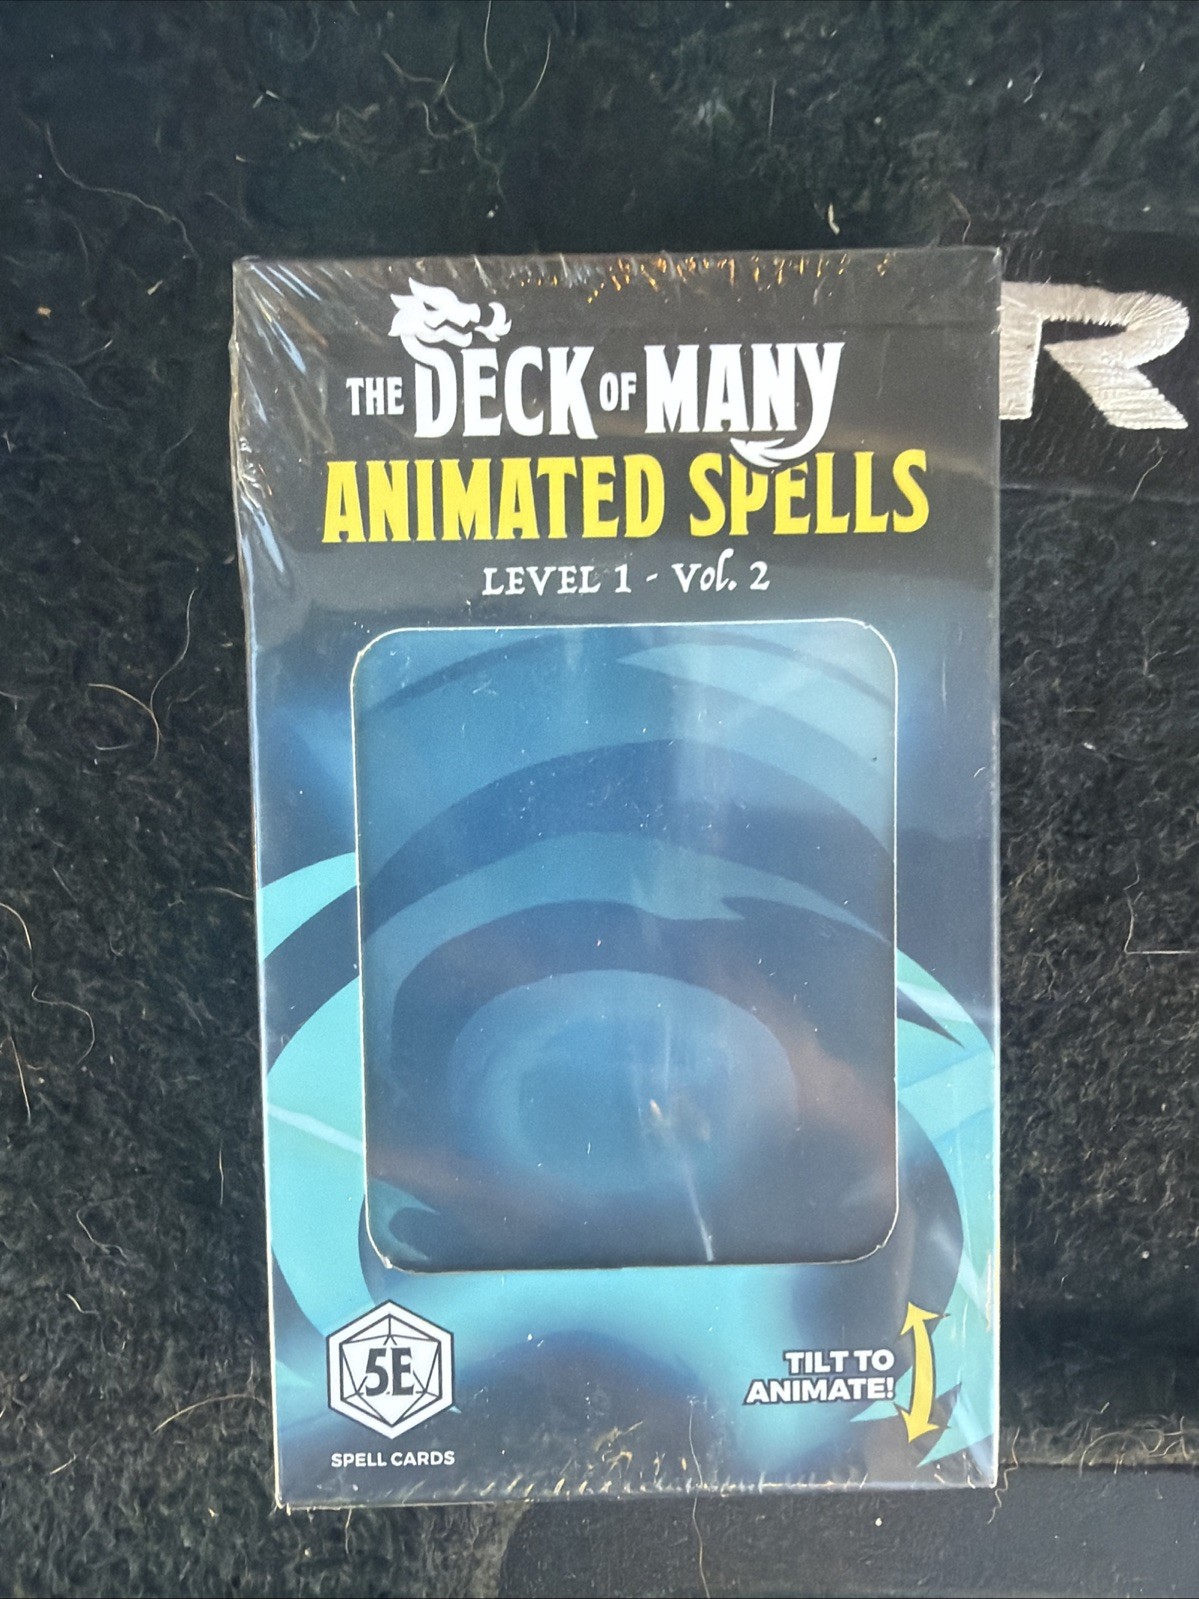 THE DECK OF MANY
ANIMATED SPELLS
LEVEL 1 - Vol. 2
5E
SPELL CARDS
TILT TO
ANIMATE!
R